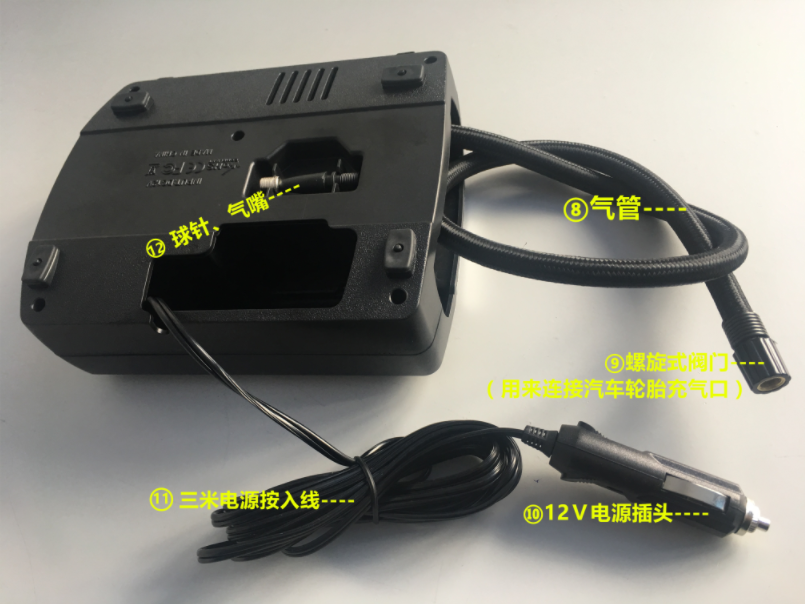 ⑫ 球针、气嘴----
⑧气管----
⑨螺旋式阀门----
（用来连接汽车轮胎充气口）
⑪ 三米电源按入线----
⑩12V电源插头----